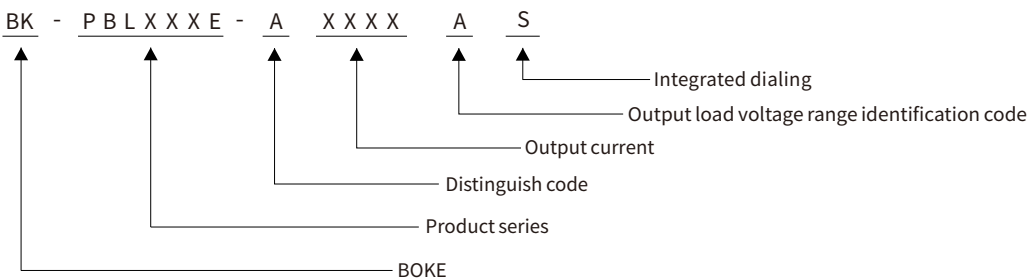 BK - PBLXXXE - A XXXX A S
Integrated dialing
Output load voltage range identification code
Output current
Distinguish code
Product series
BOKE